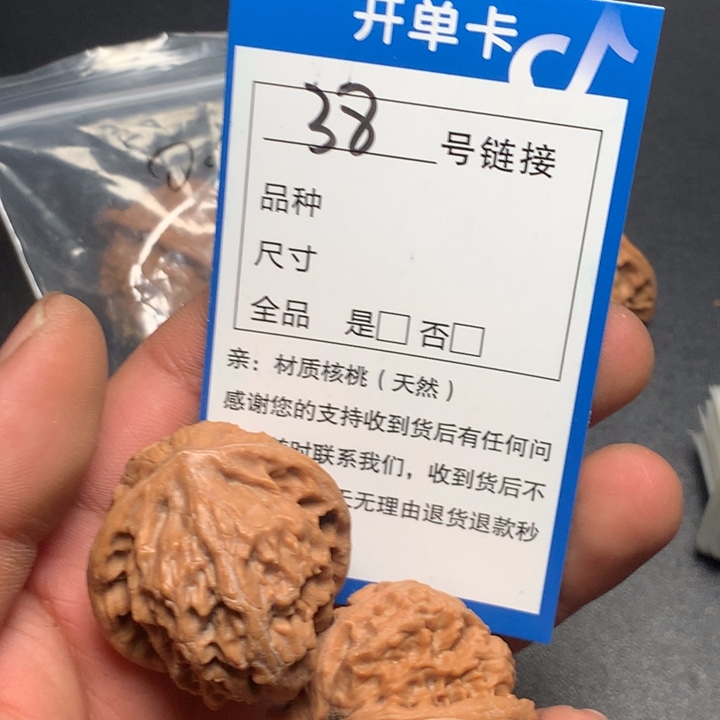 开单卡
38 号链接
品种
尺寸
全品 是□ 否□
亲：材质核桃（天然）
感谢您的支持收到货后有任何问
时联系我们，收到货后不
天无理由退货退款秒